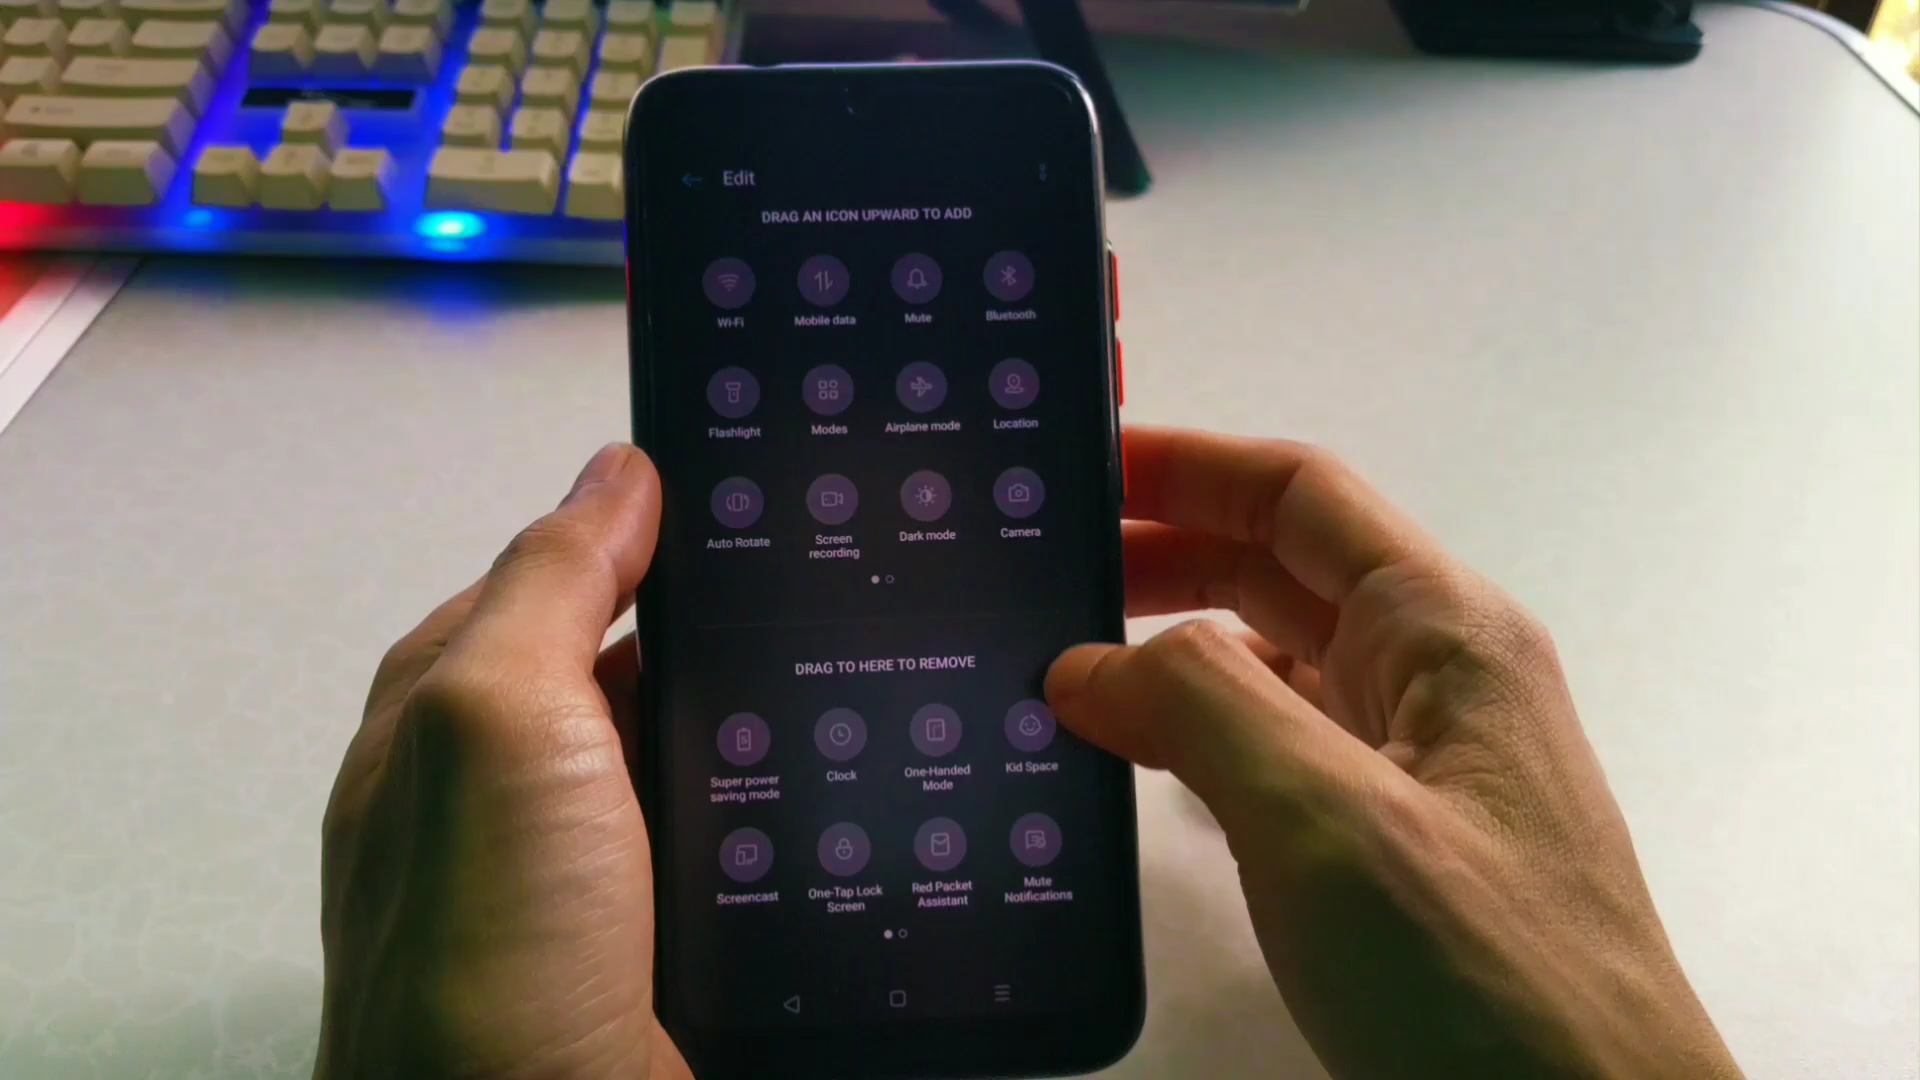 Edit
DRAG AN ICON UPWARD TO ADD
Wi-Fi
Mobile data
Mute
Bluetooth
Flashlight
Modes
Airplane mode
Location
Auto Rotate
Screen
recording
Dark mode
Camera
DRAG TO HERE TO REMOVE
Super power
saving mode
Clock
One-Handed
Mode
Kid Space
Screencast
One-Tap Lock
Screen
Red Packet
Assistant
Mute
Notifications